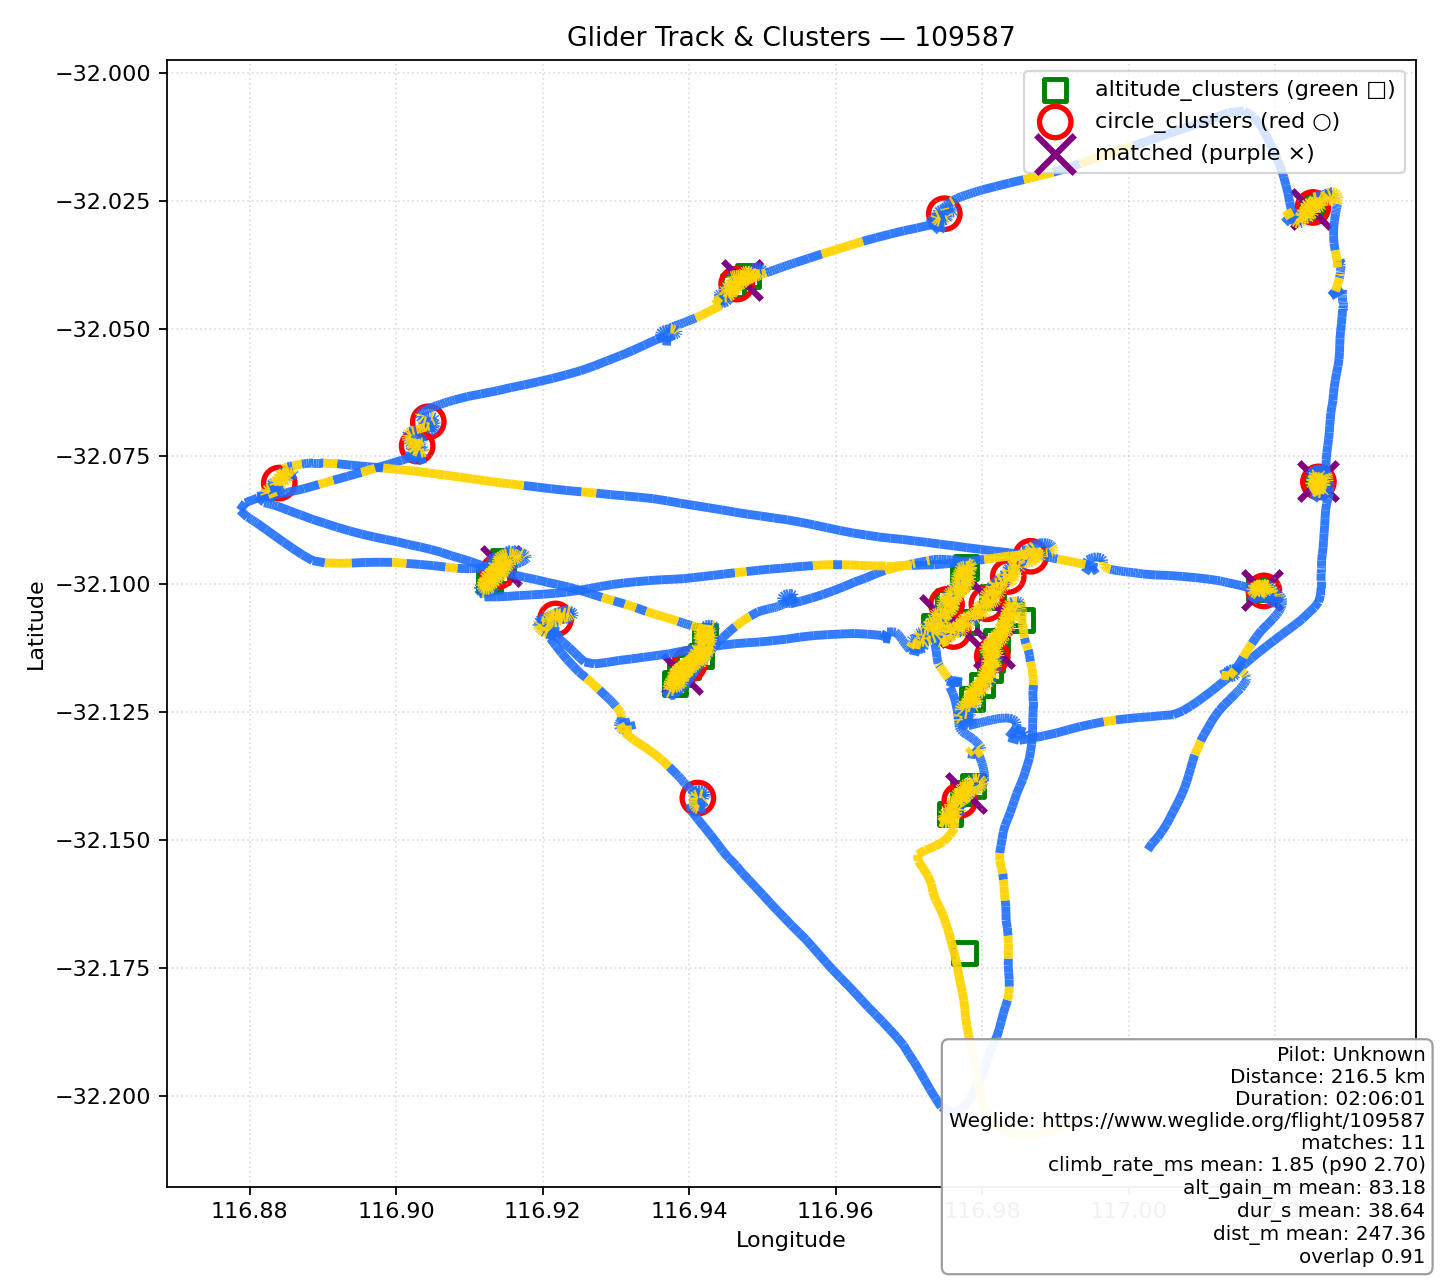 Glider Track & Clusters — 109587
altitude_clusters (green □)
circle_clusters (red ○)
matched (purple ×)
Latitude
−32.000
−32.025
−32.050
−32.075
−32.100
−32.125
−32.150
−32.175
−32.200
116.88 116.90 116.92 116.94 116.96 116.98 117.00
Longitude
Pilot: Unknown
Distance: 216.5 km
Duration: 02:06:01
Weglide: https://www.weglide.org/flight/109587
matches: 11
climb_rate_ms mean: 1.85 (p90 2.70)
alt_gain_m mean: 83.18
dur_s mean: 38.64
dist_m mean: 247.36
overlap 0.91